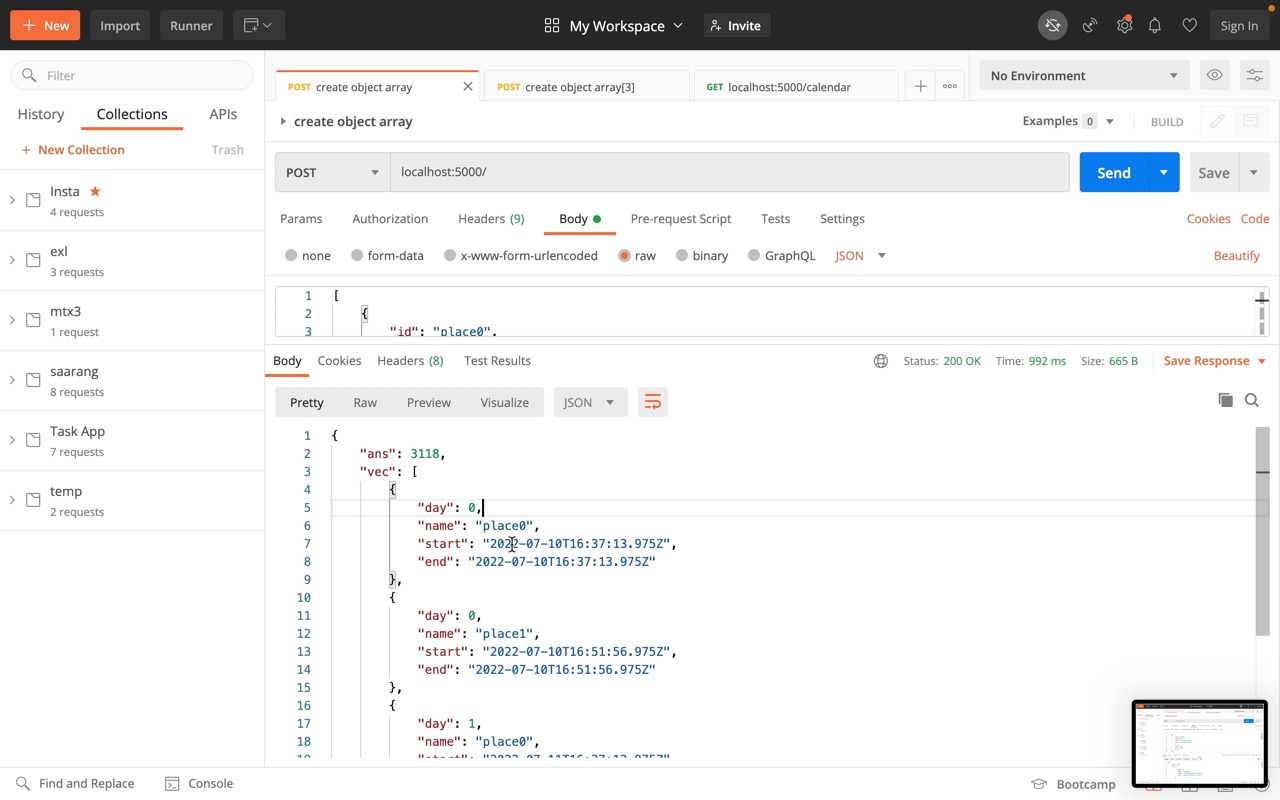 New
Import
Runner
My Workspace
Invite
Sign In
Filter
History
Collections
APIs
New Collection
Trash
Insta
4 requests
exl
3 requests
mtx3
1 request
saarang
8 requests
Task App
7 requests
temp
2 requests
POST create object array
POST create object array[3]
GET localhost:5000/calendar
No Environment
create object array
Examples 0
BUILD
POST
localhost:5000/
Send
Save
Params
Authorization
Headers (9)
Body
Pre-request Script
Tests
Settings
Cookies
Code
none
form-data
x-www-form-urlencoded
raw
binary
GraphQL
JSON
Beautify
1 [
2 {
3 "id": "place0",
Body
Cookies
Headers (8)
Test Results
Status: 200 OK
Time: 992 ms
Size: 665 B
Save Response
Pretty
Raw
Preview
Visualize
JSON
1 {
2 "ans": 3118,
3 "vec": [
4 {
5 "day": 0,
6 "name": "place0",
7 "start": "2022-07-10T16:37:13.975Z",
8 "end": "2022-07-10T16:37:13.975Z"
9 },
10 {
11 "day": 0,
12 "name": "place1",
13 "start": "2022-07-10T16:51:56.975Z",
14 "end": "2022-07-10T16:51:56.975Z"
15 },
16 {
17 "day": 1,
18 "name": "place0",
Find and Replace
Console
Bootcamp